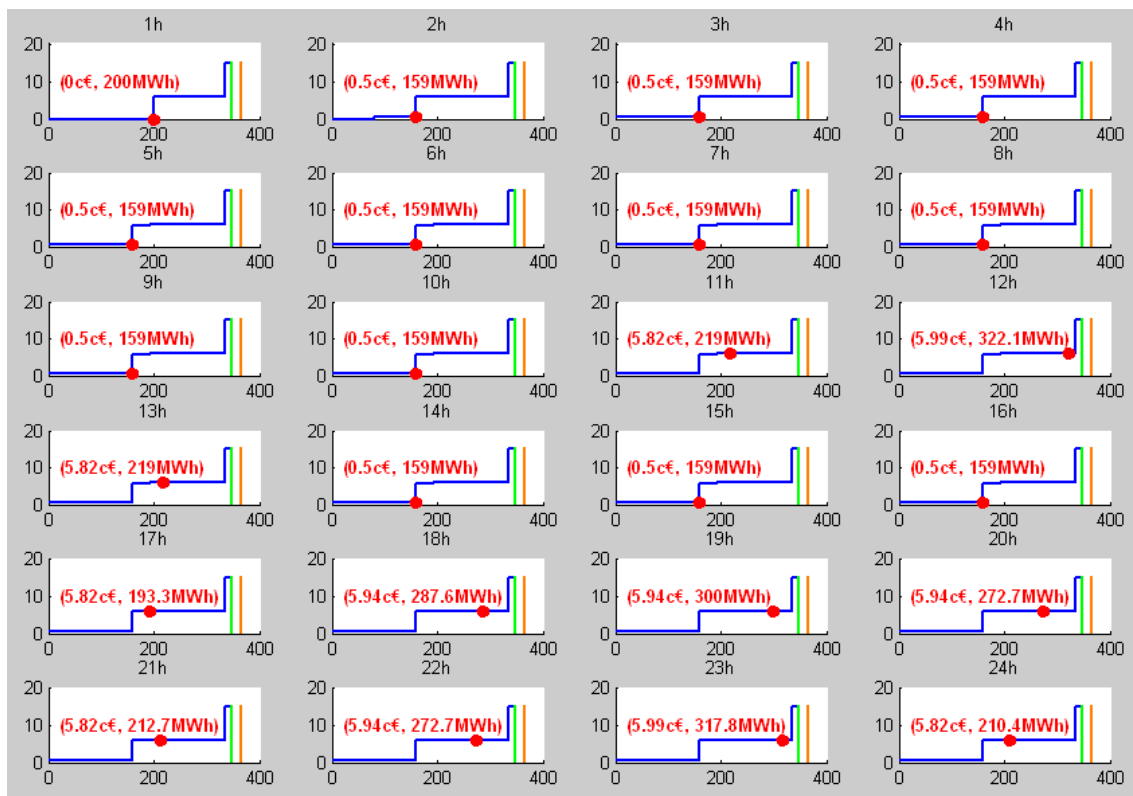 1h 2h 3h 4h
20 20 20 20
(0c€, 200MWh) (0.5c€, 159MWh) (0.5c€, 159MWh) (0.5c€, 159MWh)
10 10 10 10
0 0 0 0
0 200 400 0 200 400 0 200 400 0 200 400
5h 6h 7h 8h
20 20 20 20
(0.5c€, 159MWh) (0.5c€, 159MWh) (0.5c€, 159MWh) (0.5c€, 159MWh)
10 10 10 10
0 0 0 0
0 200 400 0 200 400 0 200 400 0 200 400
9h 10h 11h 12h
20 20 20 20
(0.5c€, 159MWh) (0.5c€, 159MWh) (5.82c€, 219MWh) (5.99c€, 322.1MWh)
10 10 10 10
0 0 0 0
0 200 400 0 200 400 0 200 400 0 200 400
13h 14h 15h 16h
20 20 20 20
(5.82c€, 219MWh) (0.5c€, 159MWh) (0.5c€, 159MWh) (0.5c€, 159MWh)
10 10 10 10
0 0 0 0
0 200 400 0 200 400 0 200 400 0 200 400
17h 18h 19h 20h
20 20 20 20
(5.82c€, 193.3MWh) (5.94c€, 287.6MWh) (5.94c€, 300MWh) (5.94c€, 272.7MWh)
10 10 10 10
0 0 0 0
0 200 400 0 200 400 0 200 400 0 200 400
21h 22h 23h 24h
20 20 20 20
(5.82c€, 212.7MWh) (5.94c€, 272.7MWh) (5.99c€, 317.8MWh) (5.82c€, 210.4MWh)
10 10 10 10
0 0 0 0
0 200 400 0 200 400 0 200 400 0 200 400